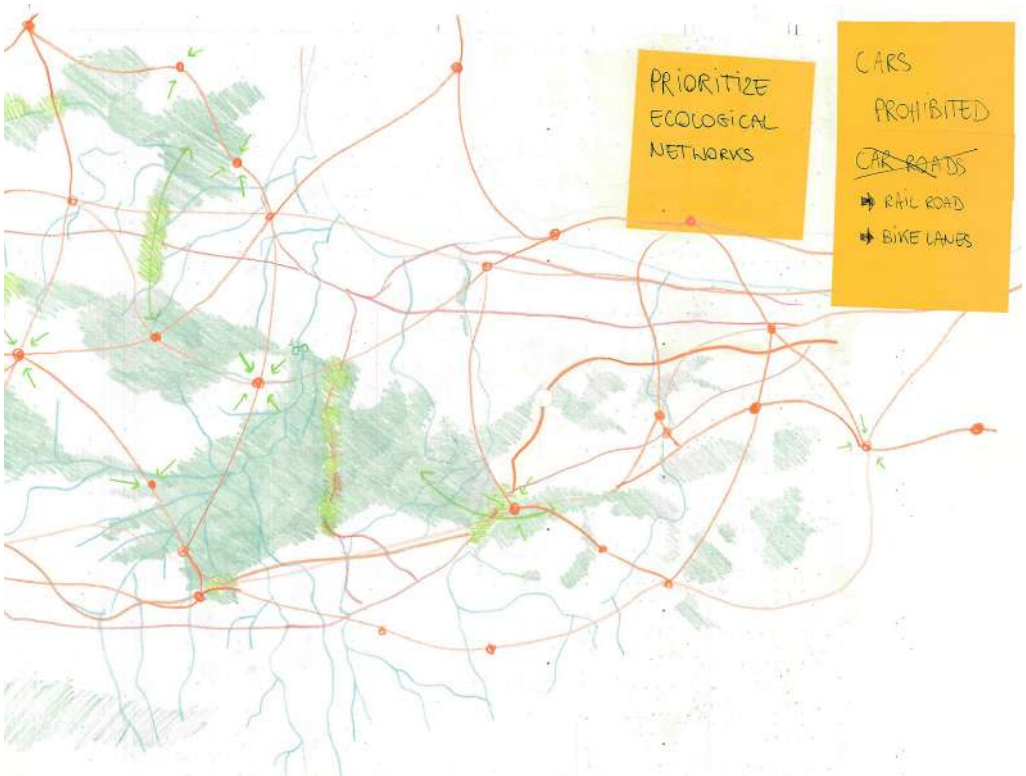 PRIORITIZE
ECOLOGICAL
NETWORKS
CARS
PROHIBITED
CAR ROADS
➡ RAIL ROAD
➡ BIKE LANES